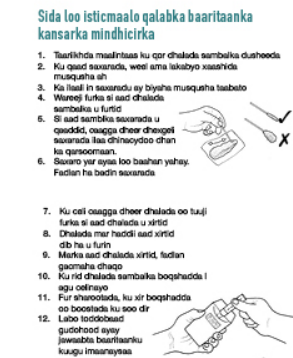 Sida loo isticmaalo qalabka baaritaanka
kansarka mindhicirka
1. Taariikhda maalintaas ku qor dhalada sambalka dusheeda
2. Ku qaad saxarada, weel ama lakabyo xaashida
musqusha ah
3. Ka ilaali in saxaradu ay biyaha musqusha taabato
4. Wareeji furka si aad dhalada
sambalka u furtid
5. Si aad sambilka saxarada u
qaaddid, caagga dheer dhexgeli
saxarada ilaa dhinacydoo dhan
ka qarsoomaan.
6. Saxaro yar ayaa loo baahan yahay.
Fadlan ha badin saxarada
7. Ku celi caagga dheer dhalada oo tuuji
furka si aad dhalada u xirtid
8. Dhalada mar haddii aad xirtid
dib ha u furin
9. Marka aad dhalada xirtid, fadlan
gacmaha dhaqo
10. Ku rid dhalada sambalka boqshadda l
agu celinayo
11. Fur sharootada, ku xir boqshadda
oo boostada ku soo dir
12. Laba toddobaad
gudohood ayay
jawaabta baaritaanku
kuugu imaanaysaa